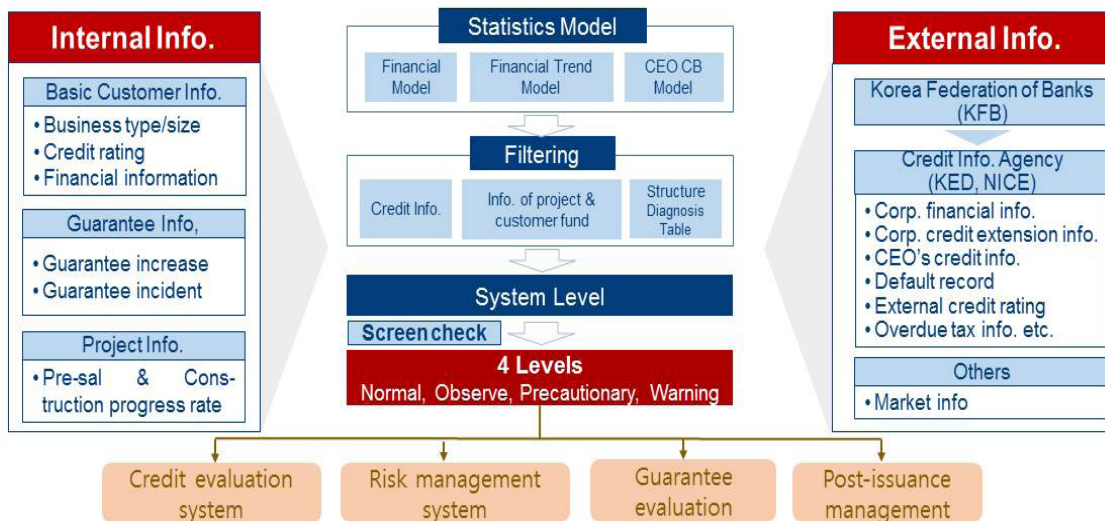 Internal Info.
Basic Customer Info.
• Business type/size
• Credit rating
• Financial information
Guarantee Info,
• Guarantee increase
• Guarantee incident
Project Info.
• Pre-sal & Cons-
truction progress rate
Statistics Model
Financial
Model
Financial Trend
Model
CEO CB
Model
Filtering
Credit Info.
Info. of project &
customer fund
Structure
Diagnosis
Table
System Level
Screen check
4 Levels
Normal, Observe, Precautionary, Warning
External Info.
Korea Federation of Banks
(KFB)
Credit Info. Agency
(KED, NICE)
• Corp. financial info.
• Corp. credit extension info.
• CEO's credit info.
• Default record
• External credit rating
• Overdue tax info. etc.
Others
• Market info
Credit evaluation
system
Risk management
system
Guarantee
evaluation
Post-issuance
management